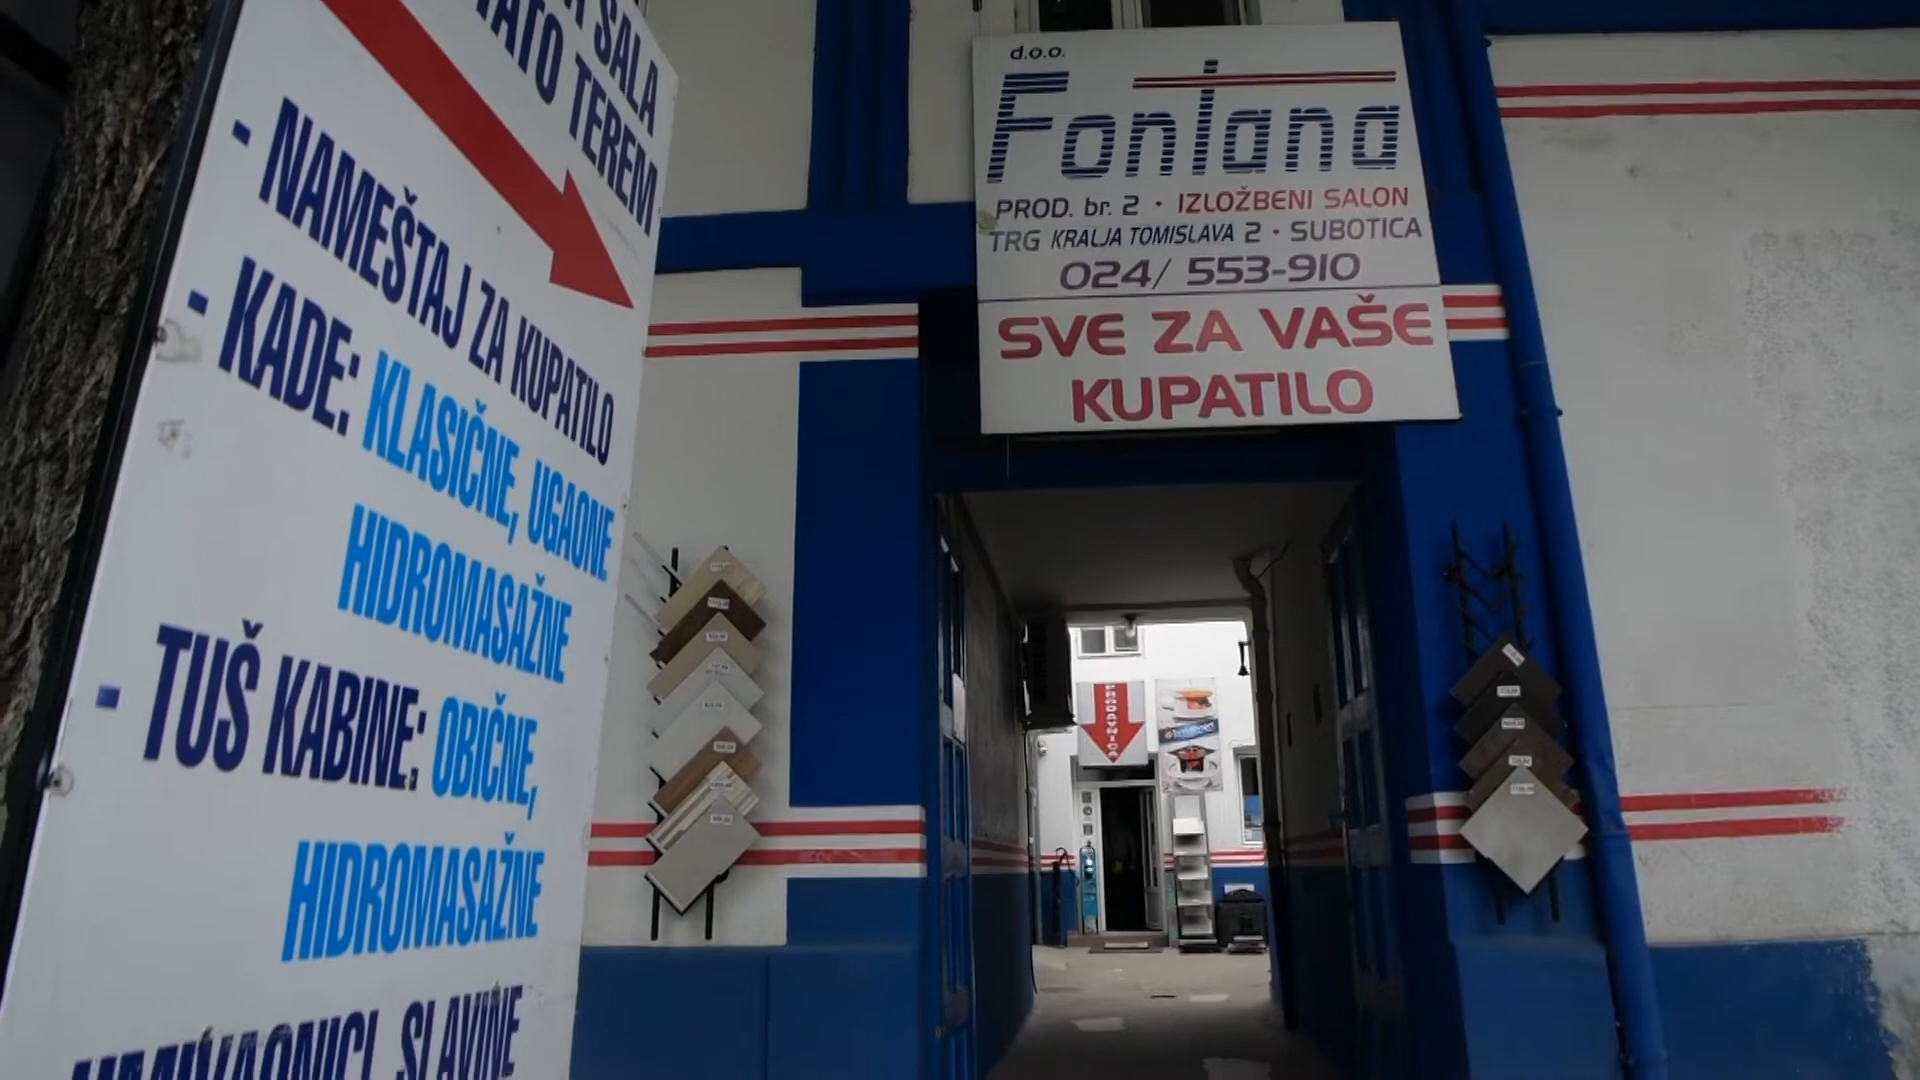 SALA
TEREM
- NAMEŠTAJ ZA KUPATILO
- KADE: KLASIČNE, UGAONE
HIDROMASAŽNE
- TUŠ KABINE: OBIČNE,
HIDROMASAŽNE
SLAVINE
d.o.o.
Fontana
PROD. br. 2 • IZLOŽBENI SALON
TRG KRALJA TOMISLAVA 2 • SUBOTICA
024/ 553-910
SVE ZA VAŠE
KUPATILO
PRODAVNICA